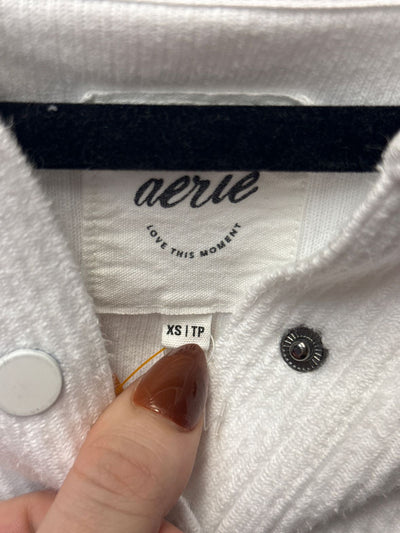 aerie
LOVE THIS MOMENT
XS | TP